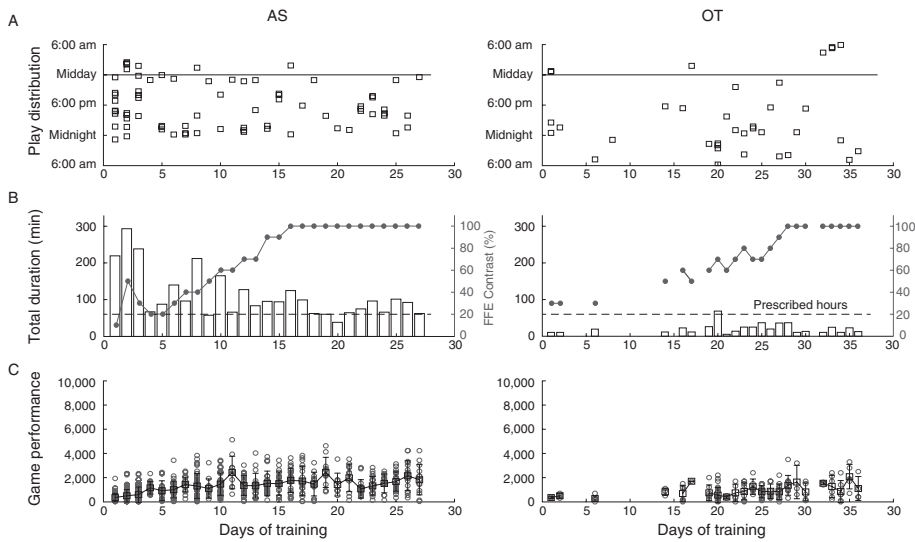 AS
OT
A
Play distribution
6:00 am
Midday
6:00 pm
Midnight
6:00 am
0 5 10 15 20 25 30
6:00 am
Midday
6:00 pm
Midnight
6:00 am
0 5 10 15 20 25 30
B
Total duration (min)
300
200
100
0
0 5 10 15 20 25 30
100
80
60
40
20
0
FFE Contrast (%)
300
200
100
0
Prescribed hours
0 5 10 15 20 25 30 35
100
80
60
40
20
0
C
Game performance
10,000
8,000
6,000
4,000
2,000
0
0 5 10 15 20 25 30
Days of training
10,000
8,000
6,000
4,000
2,000
0
0 5 10 15 20 25 30 35
Days of training